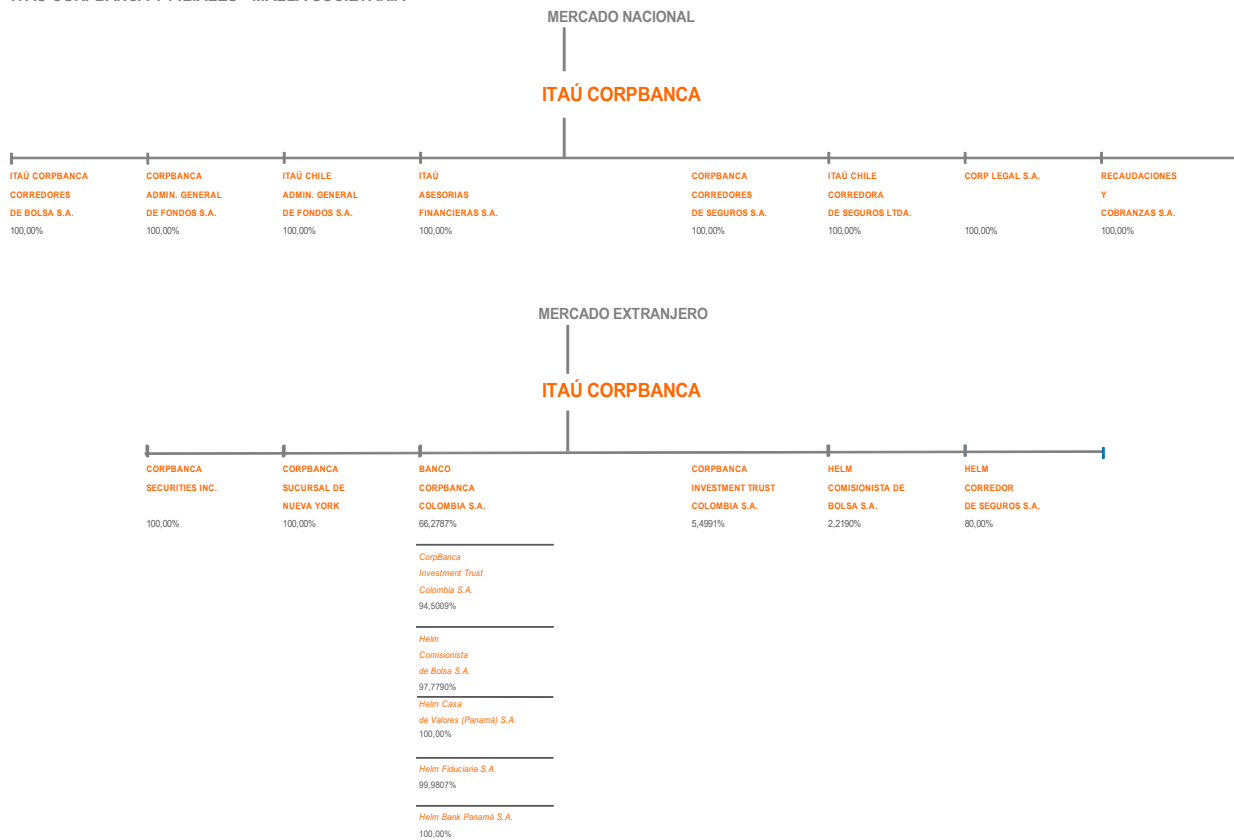 MERCADO NACIONAL
ITAÚ CORPBANCA
ITAÚ CORPBANCA
CORREDORES
DE BOLSA S.A.
100,00%
CORPBANCA
ADMIN. GENERAL
DE FONDOS S.A.
100,00%
ITAÚ CHILE
ADMIN. GENERAL
DE FONDOS S.A.
100,00%
ITAÚ
ASESORIAS
FINANCIERAS S.A.
100,00%
CORPBANCA
CORREDORES
DE SEGUROS S.A.
100,00%
ITAÚ CHILE
CORREDORA
DE SEGUROS LTDA.
100,00%
CORP LEGAL S.A.
100,00%
RECAUDACIONES
Y
COBRANZAS S.A.
100,00%
MERCADO EXTRANJERO
ITAÚ CORPBANCA
CORPBANCA
SECURITIES INC.
100,00%
CORPBANCA
SUCURSAL DE
NUEVA YORK
100,00%
BANCO
CORPBANCA
COLOMBIA S.A.
66,2787%
CorpBanca
Investment Trust
Colombia S.A.
94,5009%
Helm
Comisionista
de Bolsa S.A.
97,7790%
Helm Casa
de Valores (Panamá) S.A.
100,00%
Helm Fiduciaria S.A.
99,9807%
Helm Bank Panamá S.A.
100,00%
CORPBANCA
INVESTMENT TRUST
COLOMBIA S.A.
5,4991%
HELM
COMISIONISTA DE
BOLSA S.A.
2,2190%
HELM
CORREDOR
DE SEGUROS S.A.
80,00%